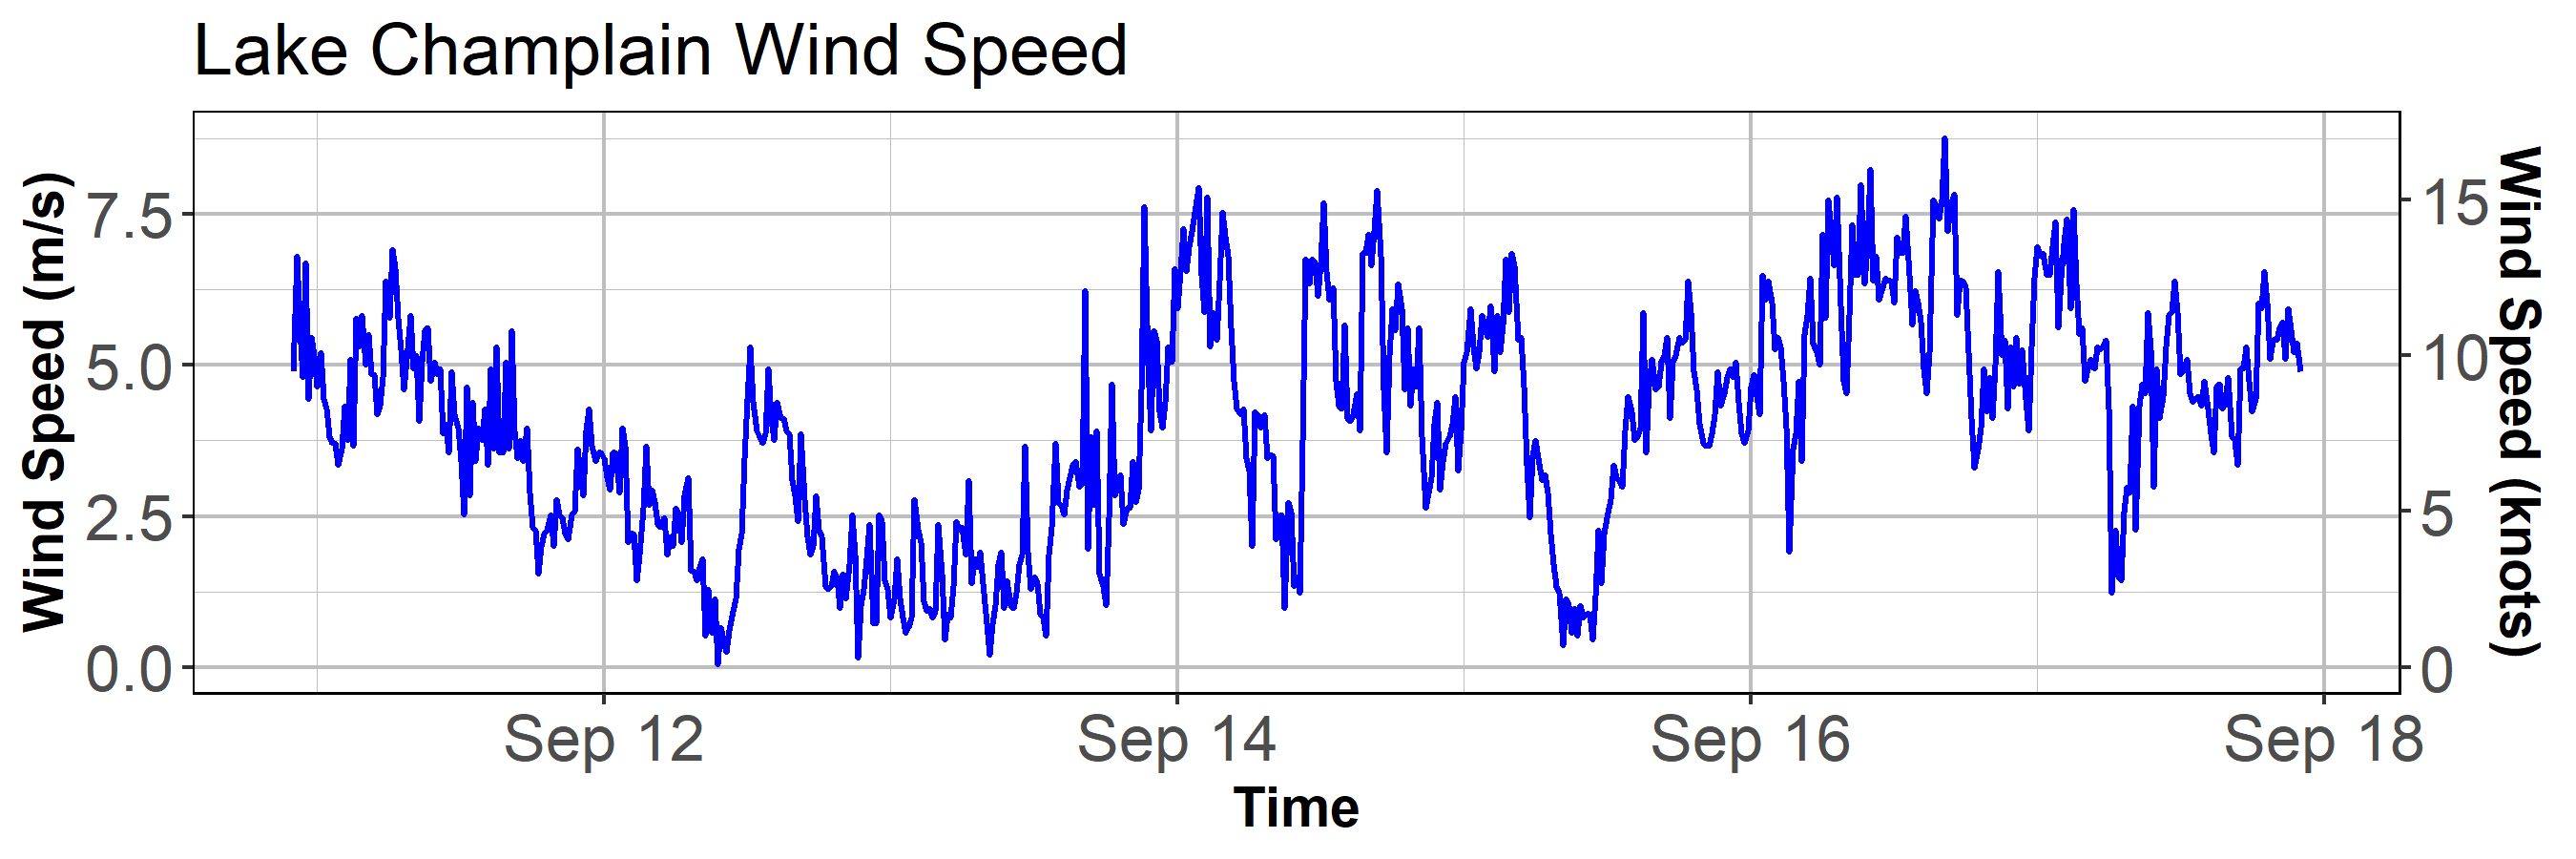 Lake Champlain Wind Speed
Wind Speed (m/s)
7.5
5.0
2.5
0.0
15
10
5
0
Wind Speed (knots)
Sep 12
Sep 14
Sep 16
Sep 18
Time